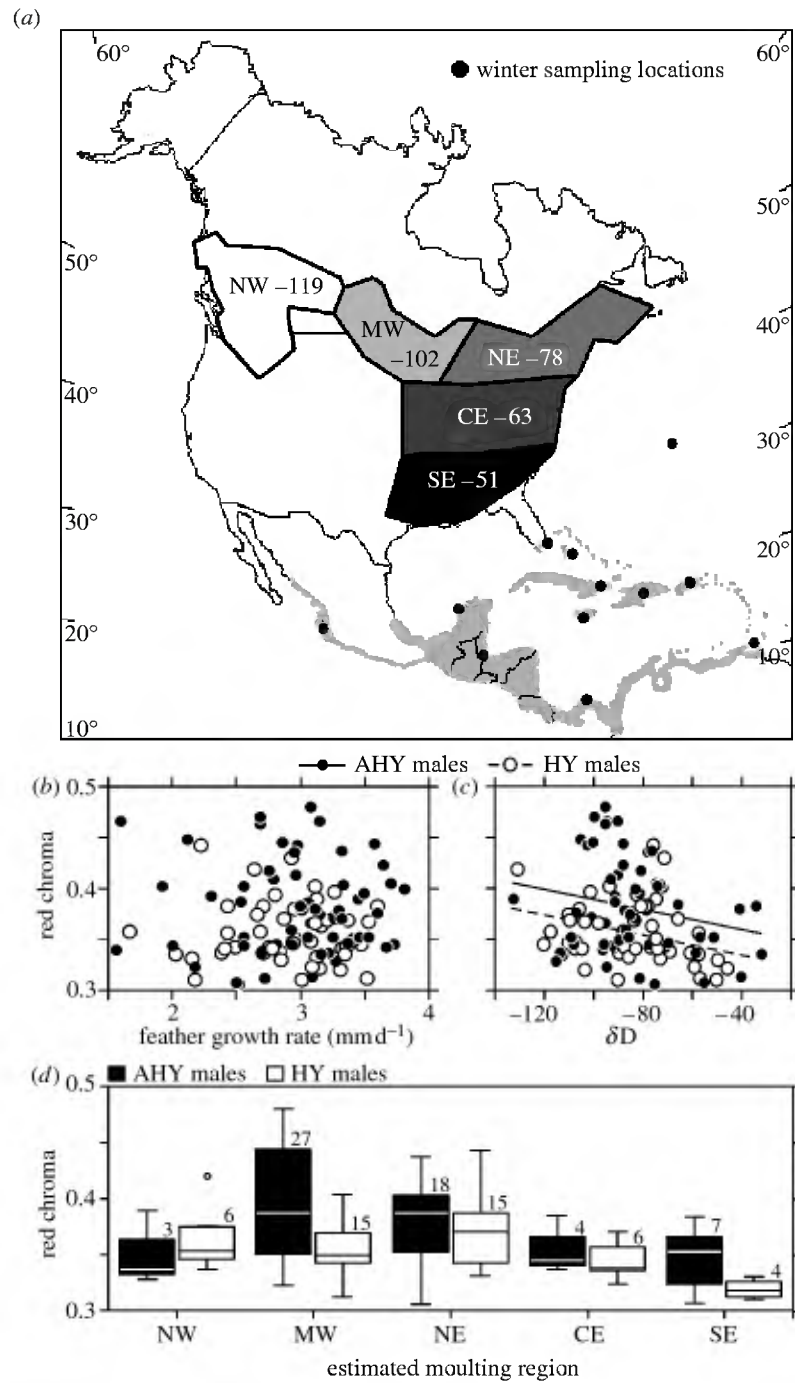 (a)
60° 60°
winter sampling locations
50°
50°
NW –119
MW
–102
NE –78
40°
40°
CE –63
30°
SE –51
30°
20°
20°
10°
10°
AHY males HY males
(b) 0.5 (c)
red chroma
0.4
0.3
2 3 4 –120 –80 –40
feather growth rate (mm d⁻¹) δD
(d) AHY males HY males
0.5
red chroma
0.4
0.3
27
3 6
15
18
15
4 6
7
4
NW MW NE CE SE
estimated moulting region